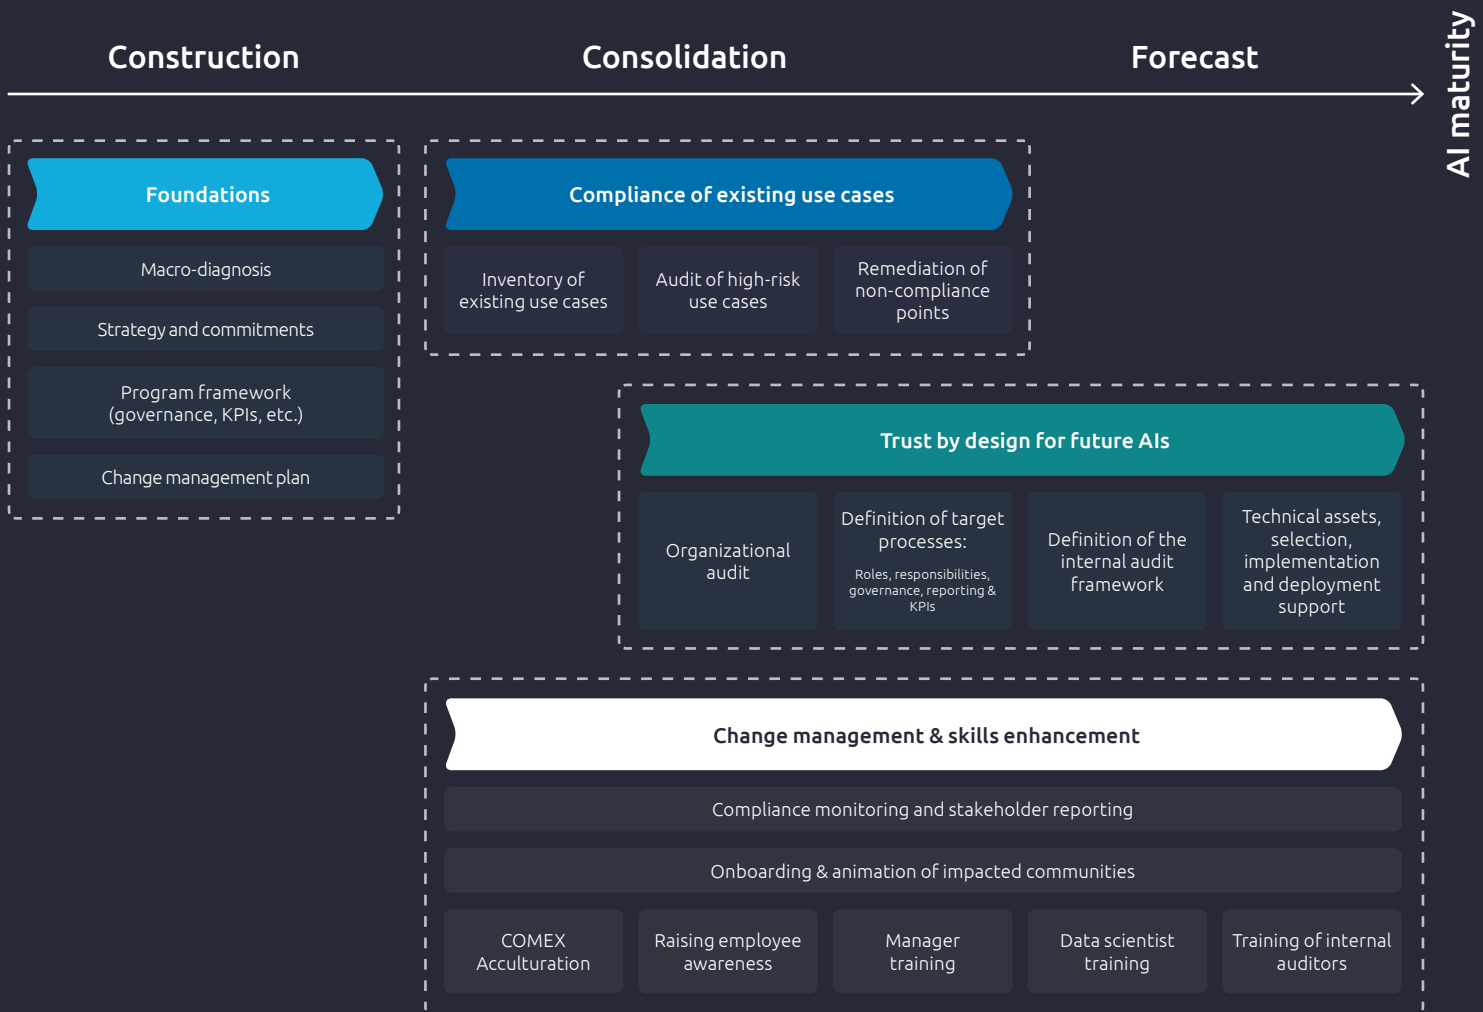 Construction
Consolidation
Forecast
AI maturity
Foundations
Macro-diagnosis
Strategy and commitments
Program framework
(governance, KPIs, etc.)
Change management plan
Compliance of existing use cases
Inventory of
existing use cases
Audit of high-risk
use cases
Remediation of
non-compliance
points
Trust by design for future AIs
Organizational
audit
Definition of target
processes:
Roles, responsibilities,
governance, reporting &
KPIs
Definition of the
internal audit
framework
Technical assets,
selection,
implementation
and deployment
support
Change management & skills enhancement
Compliance monitoring and stakeholder reporting
Onboarding & animation of impacted communities
COMEX
Acculturation
Raising employee
awareness
Manager
training
Data scientist
training
Training of internal
auditors